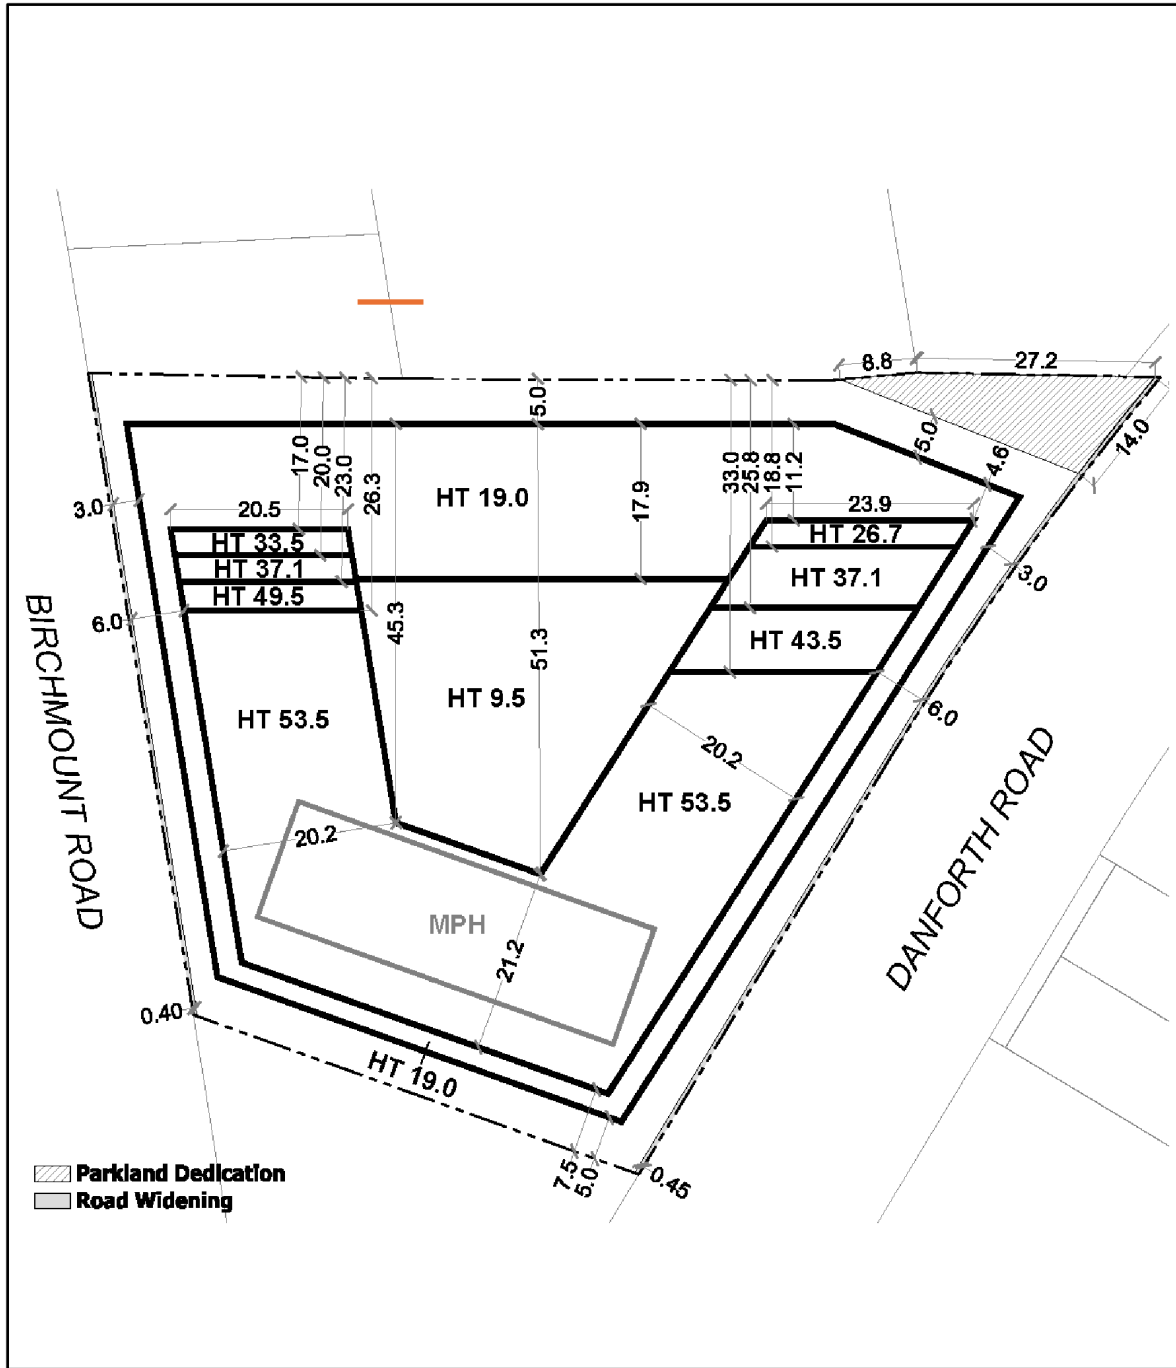 8.8
27.2
5.0
5.0
14.0
4.6
17.0
20.0
23.0
26.3
33.0
25.8
18.8
11.2
17.9
HT 19.0
3.0
20.5
23.9
HT 33.5
HT 26.7
HT 37.1
HT 37.1
3.0
HT 49.5
6.0
45.3
51.3
HT 43.5
HT 9.5
6.0
HT 53.5
20.2
HT 53.5
BIRCHMOUNT ROAD
DANFORTH ROAD
20.2
MPH
21.2
0.40
HT 19.0
7.5
5.0
0.45
Parkland Dedication
Road Widening